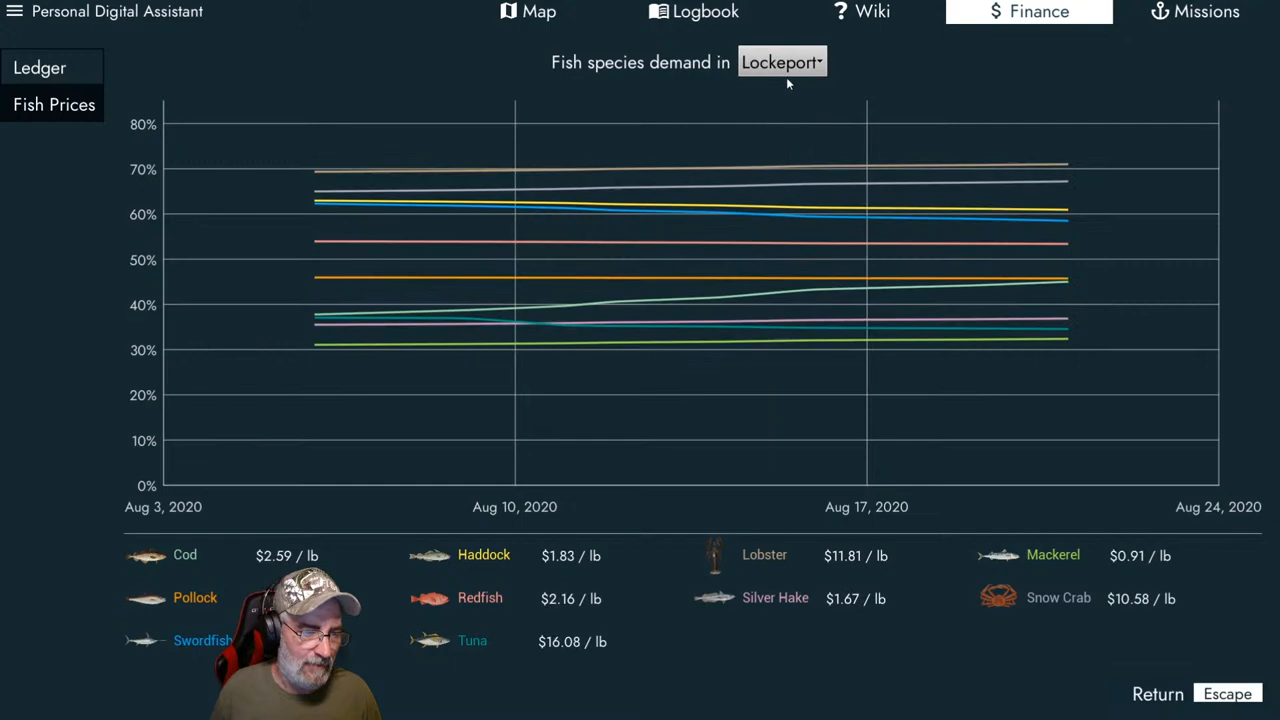 Personal Digital Assistant
Map
Logbook
? Wiki
$ Finance
Missions
Ledger
Fish Prices
Fish species demand in Lockeport
80%
70%
60%
50%
40%
30%
20%
10%
0%
Aug 3, 2020 Aug 10, 2020 Aug 17, 2020 Aug 24, 2020
Cod $2.59 / lb Haddock $1.83 / lb Lobster $11.81 / lb Mackerel $0.91 / lb
Pollock Redfish $2.16 / lb Silver Hake $1.67 / lb Snow Crab $10.58 / lb
Swordfish Tuna $16.08 / lb
Return Escape